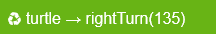 ♻ turtle → rightTurn(135)